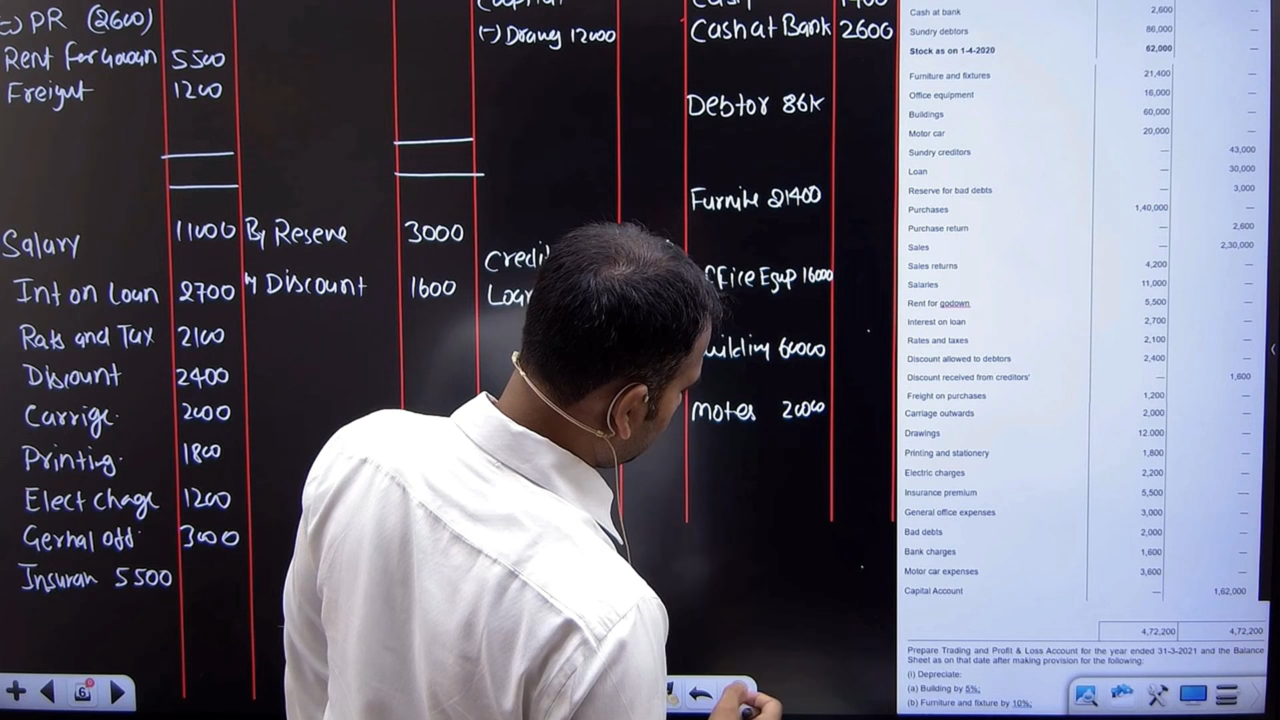 (-) PR (2600)
Rent for Godown 5500
Freight 1200
Salary 11000
Int on Loan 2700
Rats and Tax 2100
Discount 2400
Carrige 2000
Printing 1800
Elect Chage 1200
Gernal off 3000
Insuran 5500
By Reseve 3000
By Discount 1600
(-) Drawg 12000
Credi
Loan
Cash at Bank 2600
Debtor 86k
Furnite 21400
ffice Equp 16000
uilding 60000
motes 20000
Cash at bank 2,600 —
Sundry debtors 86,000 —
Stock as on 1-4-2020 62,000 —
Furniture and fixtures 21,400 —
Office equipment 16,000 —
Buildings 60,000 —
Motor car 20,000 —
Sundry creditors — 43,000
Loan — 30,000
Reserve for bad debts — 3,000
Purchases 1,40,000 —
Purchase return — 2,600
Sales — 2,30,000
Sales returns 4,200 —
Salaries 11,000 —
Rent for godown 5,500 —
Interest on loan 2,700 —
Rates and taxes 2,100 —
Discount allowed to debtors 2,400 —
Discount received from creditors' — 1,600
Freight on purchases 1,200 —
Carriage outwards 2,000 —
Drawings 12.000 —
Printing and stationery 1,800 —
Electric charges 2,200 —
Insurance premium 5,500 —
General office expenses 3,000 —
Bad debts 2,000 —
Bank charges 1,600 —
Motor car expenses 3,600 —
Capital Account — 1,62,000
4,72,200 4,72,200
Prepare Trading and Profit & Loss Account for the year ended 31-3-2021 and the Balance
Sheet as on that date after making provision for the following:
(i) Depreciate:
(a) Building by 5%;
(b) Furniture and fixture by 10%;
6